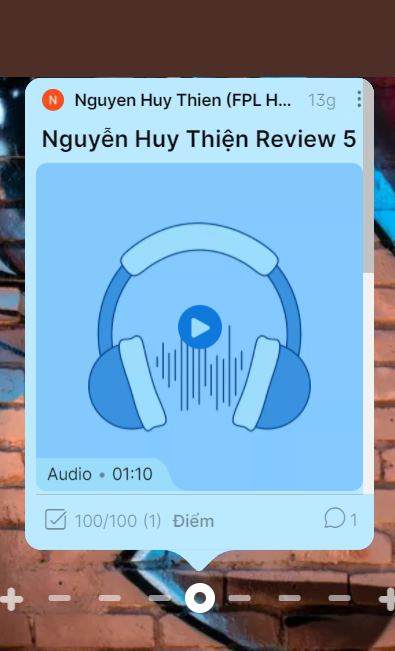 N Nguyen Huy Thien (FPL H... 13g
Nguyễn Huy Thiện Review 5
Audio • 01:10
100/100 (1) Điểm 1